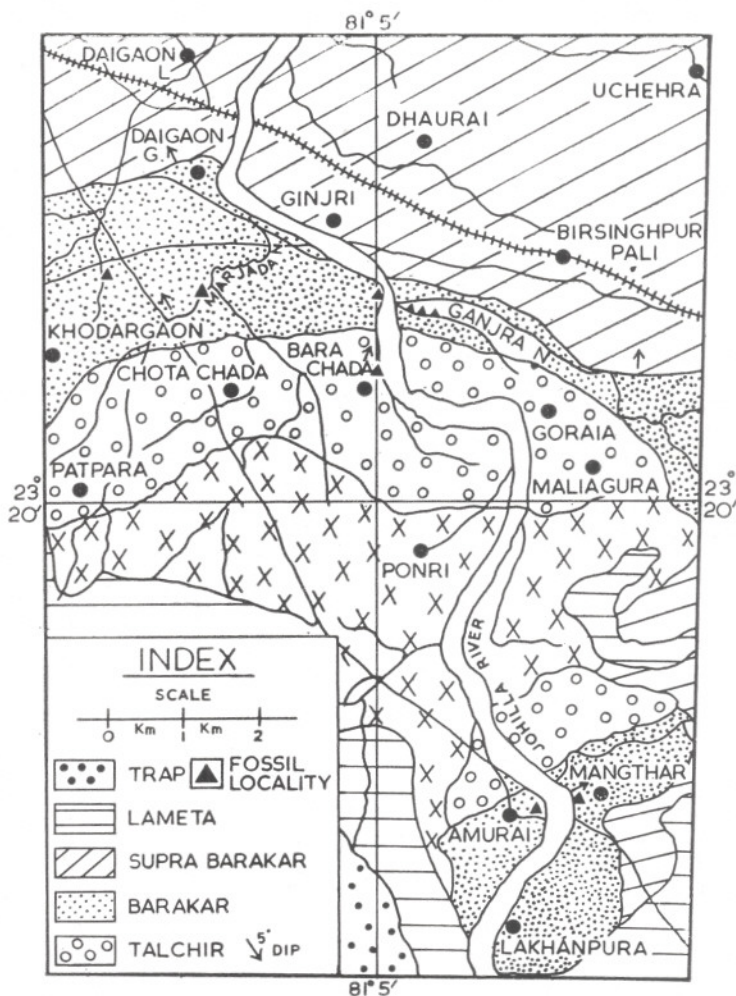 81° 5′
DAIGAON
L.
UCHEHRA
DHAURAI
DAIGAON
G.
GINJRI
BIRSINGHPUR
PALI
MARJADA N.
GANJRA N.
KHODARGAON
BARA
CHADA
CHOTA CHADA
GORAIA
PATPARA
MALIAGURA
23°
20′
23°
20′
PONRI
JOHILLA RIVER
INDEX
SCALE
O Km 1 Km 2
TRAP
FOSSIL
LOCALITY
LAMETA
SUPRA BARAKAR
BARAKAR
TALCHIR
5°
DIP
MANGTHAR
AMURAI
LAKHANPURA
81° 5′